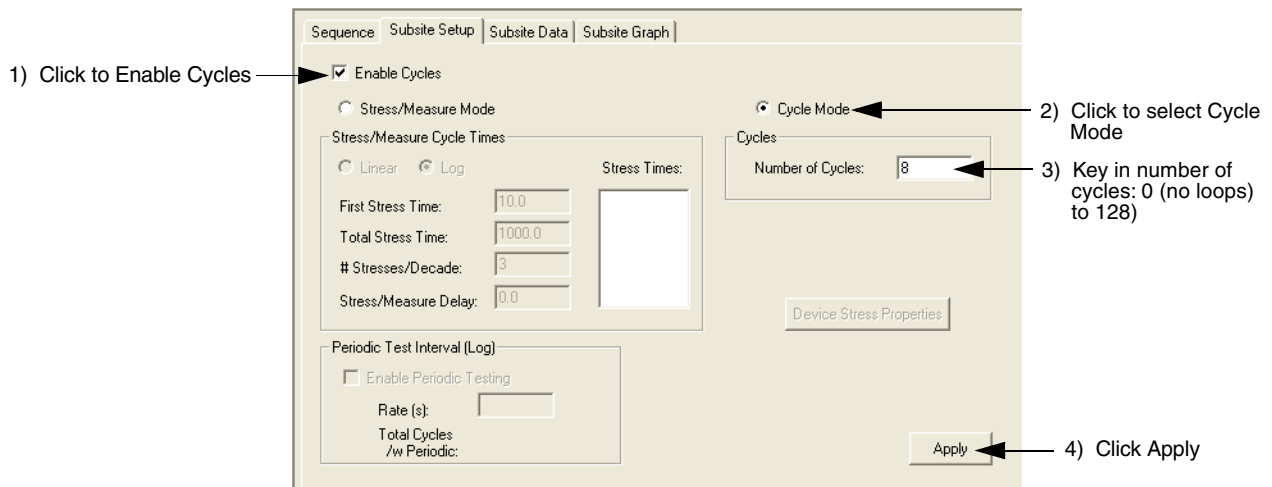 Sequence Subsite Setup Subsite Data Subsite Graph
1) Click to Enable Cycles
Enable Cycles
Stress/Measure Mode
Cycle Mode
2) Click to select Cycle
Mode
Stress/Measure Cycle Times
Linear Log
Stress Times:
First Stress Time: 10.0
Total Stress Time: 1000.0
# Stresses/Decade: 3
Stress/Measure Delay: 0.0
Cycles
Number of Cycles: 8
3) Key in number of
cycles: 0 (no loops)
to 128)
Device Stress Properties
Periodic Test Interval (Log)
Enable Periodic Testing
Rate (s):
Total Cycles
/w Periodic:
Apply
4) Click Apply